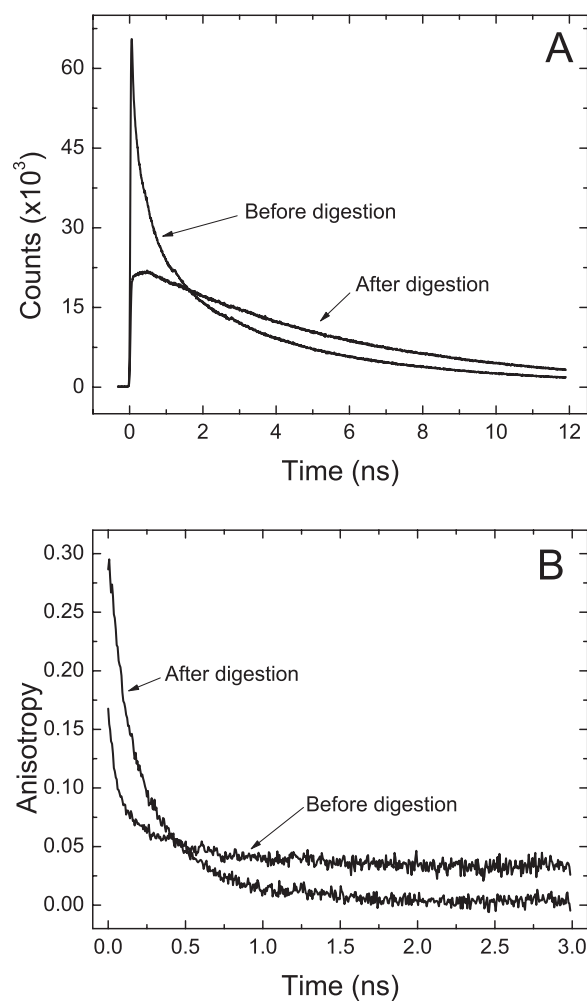 A
60
45
30
15
0
Counts (x10³)
Before digestion
After digestion
0 2 4 6 8 10 12
Time (ns)
B
0.30
0.25
0.20
0.15
0.10
0.05
0.00
Anisotropy
After digestion
Before digestion
0.0 0.5 1.0 1.5 2.0 2.5 3.0
Time (ns)